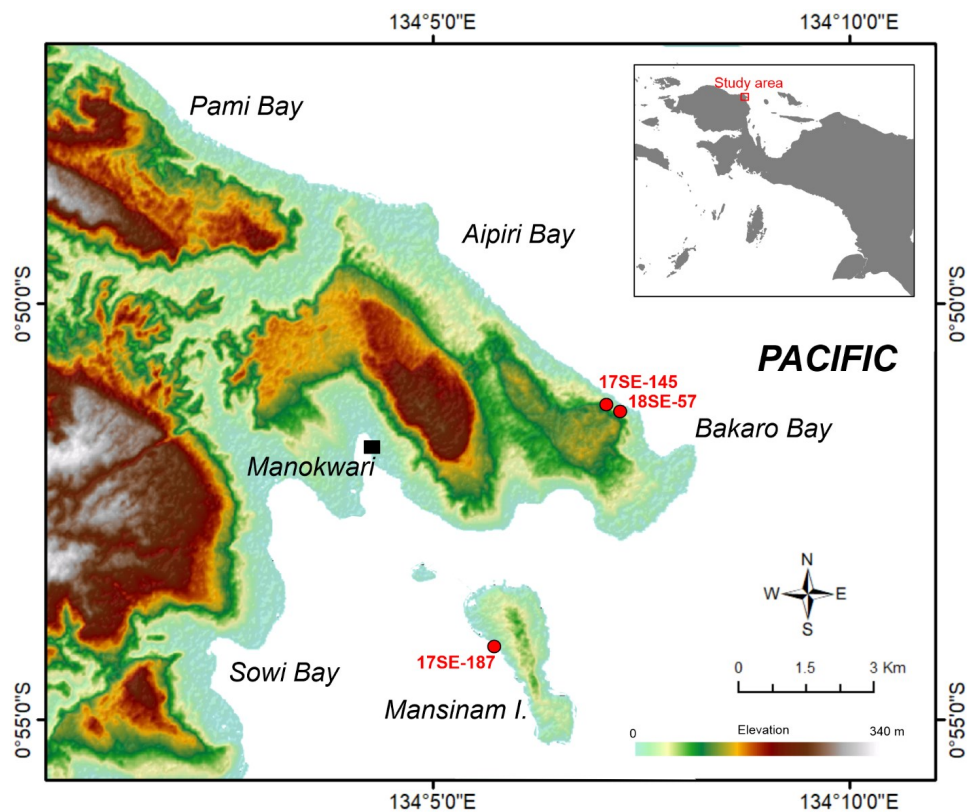 134°5'0"E
134°10'0"E
Study area
Pami Bay
Aipiri Bay
0°50'0"S
0°50'0"S
PACIFIC
17SE-145
18SE-57
Bakaro Bay
Manokwari
N
W
E
S
17SE-187
Sowi Bay
Mansinam I.
0
1.5
3 Km
0°55'0"S
0°55'0"S
0
Elevation
340 m
134°5'0"E
134°10'0"E